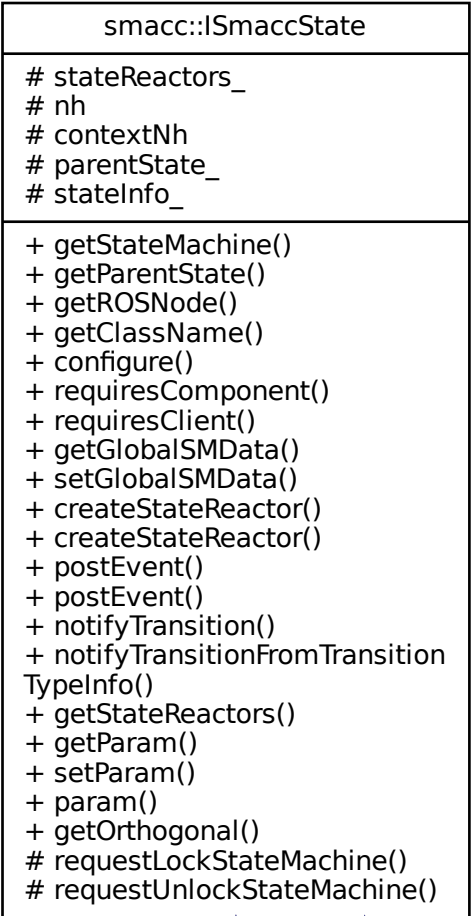 smacc::ISmaccState
# stateReactors_
# nh
# contextNh
# parentState_
# stateInfo_
+ getStateMachine()
+ getParentState()
+ getROSNode()
+ getClassName()
+ configure()
+ requiresComponent()
+ requiresClient()
+ getGlobalSMData()
+ setGlobalSMData()
+ createStateReactor()
+ createStateReactor()
+ postEvent()
+ postEvent()
+ notifyTransition()
+ notifyTransitionFromTransition
TypeInfo()
+ getStateReactors()
+ getParam()
+ setParam()
+ param()
+ getOrthogonal()
# requestLockStateMachine()
# requestUnlockStateMachine()